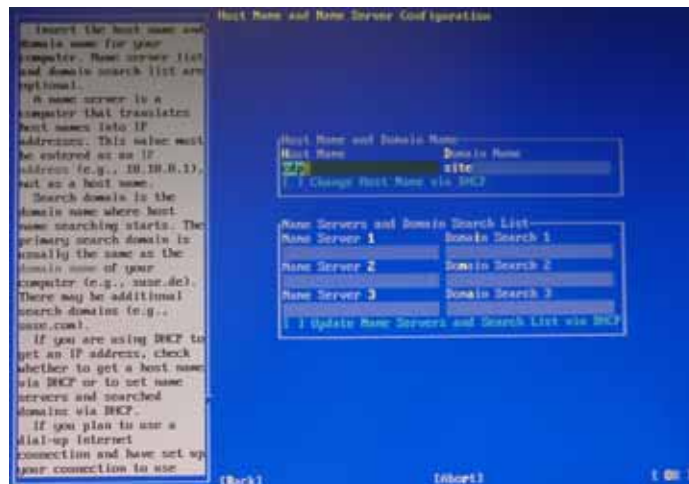 Host Name and Name Server Configuration
Insert the host name and
domain name for your
computer. Name server list
and domain search list are
optional.
A name server is a
computer that translates
host names into IP
addresses. This value must
be entered as an IP
address (e.g., 10.10.0.1),
not as a host name.
Search domain is the
domain name where host
name searching starts. The
primary search domain is
usually the same as the
domain name of your
computer (e.g., suse.de).
There may be additional
search domains (e.g.,
suse.com).
If you are using DHCP to
get an IP address, check
whether to get a host name
via DHCP or to set name
servers and searched
domains via DHCP.
If you plan to use a
dial-up Internet
connection and have set up
your connection to use
Host Name and Domain Name
Host Name Domain Name
site
[ ] Change Host Name via DHCP
Name Servers and Domain Search List
Name Server 1 Domain Search 1
Name Server 2 Domain Search 2
Name Server 3 Domain Search 3
[ ] Update Name Servers and Search List via DHCP
[Back] [Abort] [ OK ]